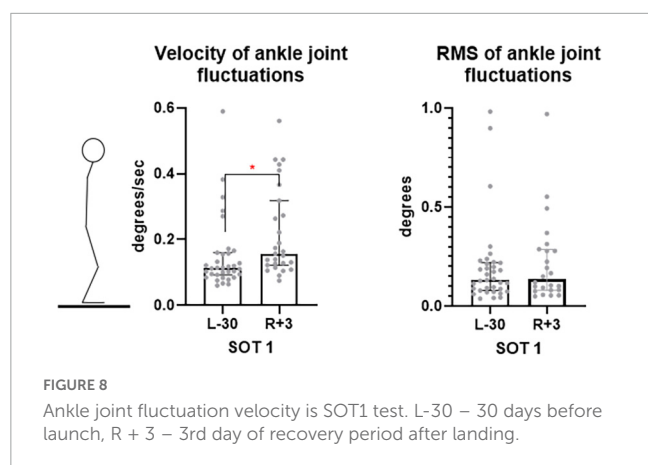 Velocity of ankle joint
fluctuations
degrees/sec
0.6
0.4
0.2
0.0
*
L-30 R+3
SOT 1
RMS of ankle joint
fluctuations
degrees
1.0
0.5
0.0
L-30 R+3
SOT 1
FIGURE 8
Ankle joint fluctuation velocity is SOT1 test. L-30 – 30 days before
launch, R + 3 – 3rd day of recovery period after landing.